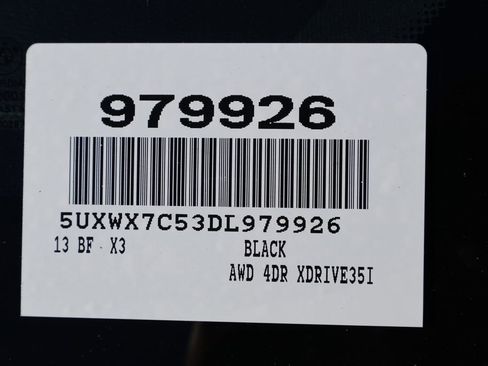 979926
5UXWX7C53DL979926
13 BF X3 BLACK
AWD 4DR XDRIVE35I